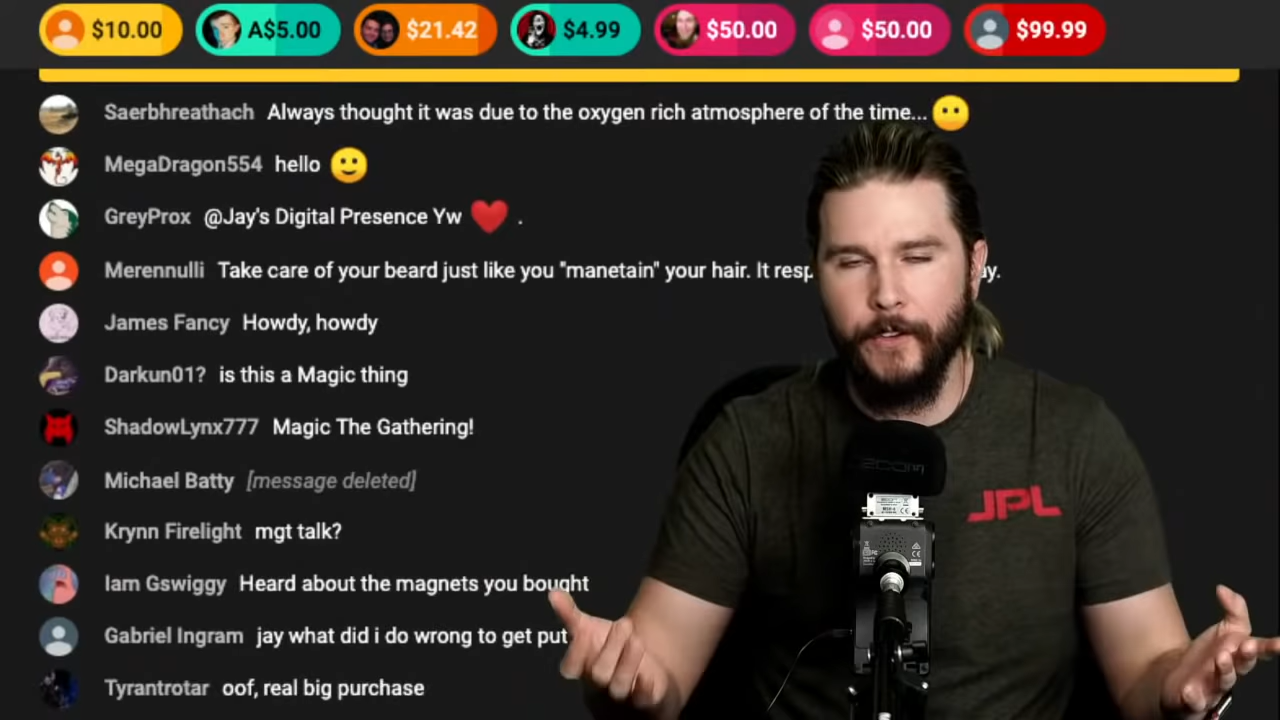 $10.00 A$5.00 $21.42 $4.99 $50.00 $50.00 $99.99
Saerbhreathach Always thought it was due to the oxygen rich atmosphere of the time...
MegaDragon554 hello
GreyProx @Jay's Digital Presence Yw .
Merennulli Take care of your beard just like you "manetain" your hair. It resp ay.
James Fancy Howdy, howdy
Darkun01? is this a Magic thing
ShadowLynx777 Magic The Gathering!
Michael Batty [message deleted]
Krynn Firelight mgt talk?
JPL
Iam Gswiggy Heard about the magnets you bought
Gabriel Ingram jay what did i do wrong to get put
Tyrantrotar oof, real big purchase